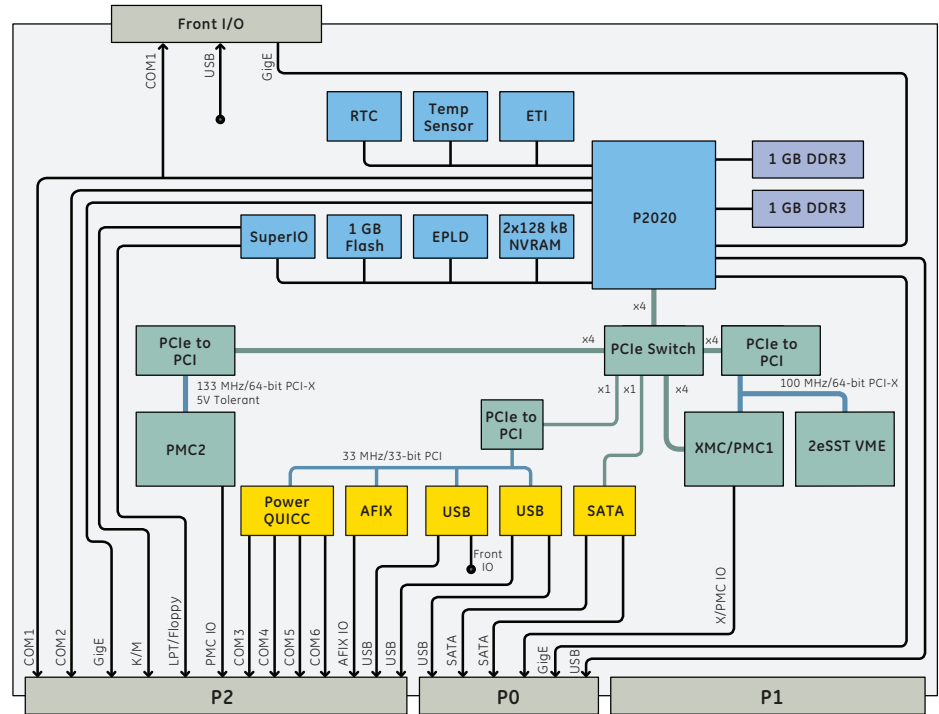 Front I/O
COM1
USB
GigE
RTC
Temp
Sensor
ETI
P2020
1 GB DDR3
1 GB DDR3
SuperIO
1 GB
Flash
EPLD
2x128 kB
NVRAM
x4
PCIe to
PCI
x4
PCIe Switch
x4
PCIe to
PCI
133 MHz/64-bit PCI-X
5V Tolerant
x1
x1
x4
100 MHz/64-bit PCI-X
PMC2
PCIe to
PCI
XMC/PMC1
2eSST VME
33 MHz/33-bit PCI
Power
QUICC
AFIX
USB
USB
SATA
Front
IO
X/PMC IO
COM1
COM2
GigE
K/M
LPT/Floppy
PMC IO
COM3
COM4
COM5
COM6
AFIX IO
USB
USB
USB
SATA
SATA
GigE
USB
P2
P0
P1